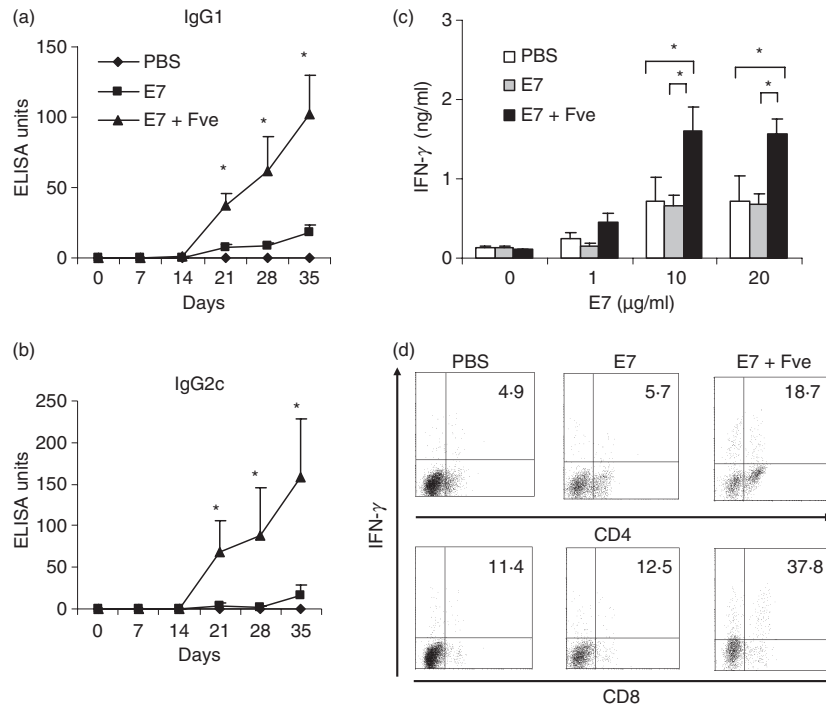 (a)
IgG1
150
100
50
0
ELISA units
PBS
E7
E7 + Fve
*
*
*
0 7 14 21 28 35
Days
(b)
IgG2c
250
200
150
100
50
0
ELISA units
*
*
*
0 7 14 21 28 35
Days
(c)
3
2
1
0
IFN-γ (ng/ml)
PBS
E7
E7 + Fve
*
*
*
*
0 1 10 20
E7 (μg/ml)
(d)
PBS E7 E7 + Fve
4·9 5·7 18·7
CD4
IFN-γ
11·4 12·5 37·8
CD8